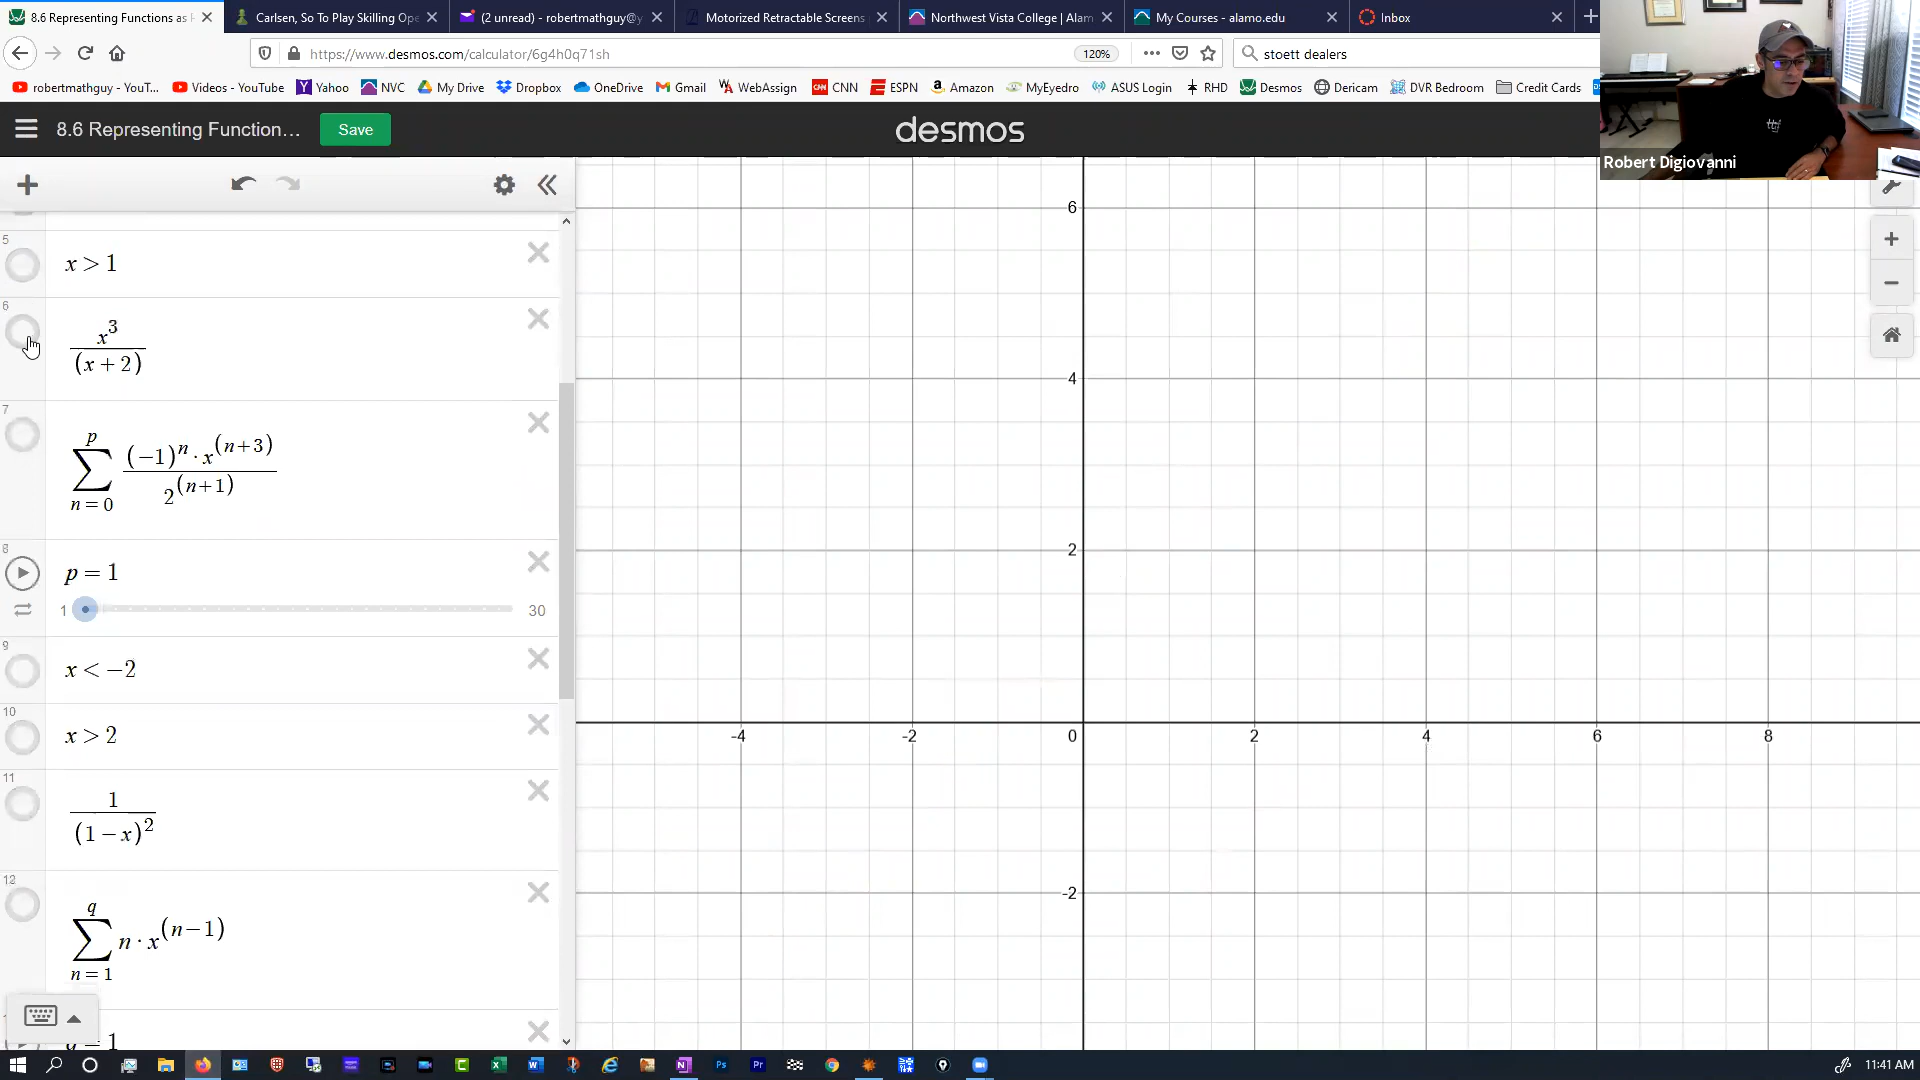 8.6 Representing Functions as P
Carlsen, So To Play Skilling Ope
(2 unread) - robertmathguy@y
Motorized Retractable Screens
Northwest Vista College | Alam
My Courses - alamo.edu
Inbox
https://www.desmos.com/calculator/6g4h0q71sh
120%
stoett dealers
robertmathguy - YouT...
Videos - YouTube
Yahoo
NVC
My Drive
Dropbox
OneDrive
Gmail
WebAssign
CNN
ESPN
Amazon
MyEyedro
ASUS Login
RHD
Desmos
Dericam
DVR Bedroom
Credit Cards
8.6 Representing Function...
Save
desmos
Robert Digiovanni
5
x > 1
6
x^3
(x + 2)
7
p
∑
n = 0
(−1)^n · x^(n+3)
2^(n+1)
8
p = 1
1
30
9
x < −2
10
x > 2
11
1
(1 − x)^2
12
q
∑ n · x^(n−1)
n = 1
q = 1
6
4
2
-4 -2 0 2 4 6 8
-2
11:41 AM